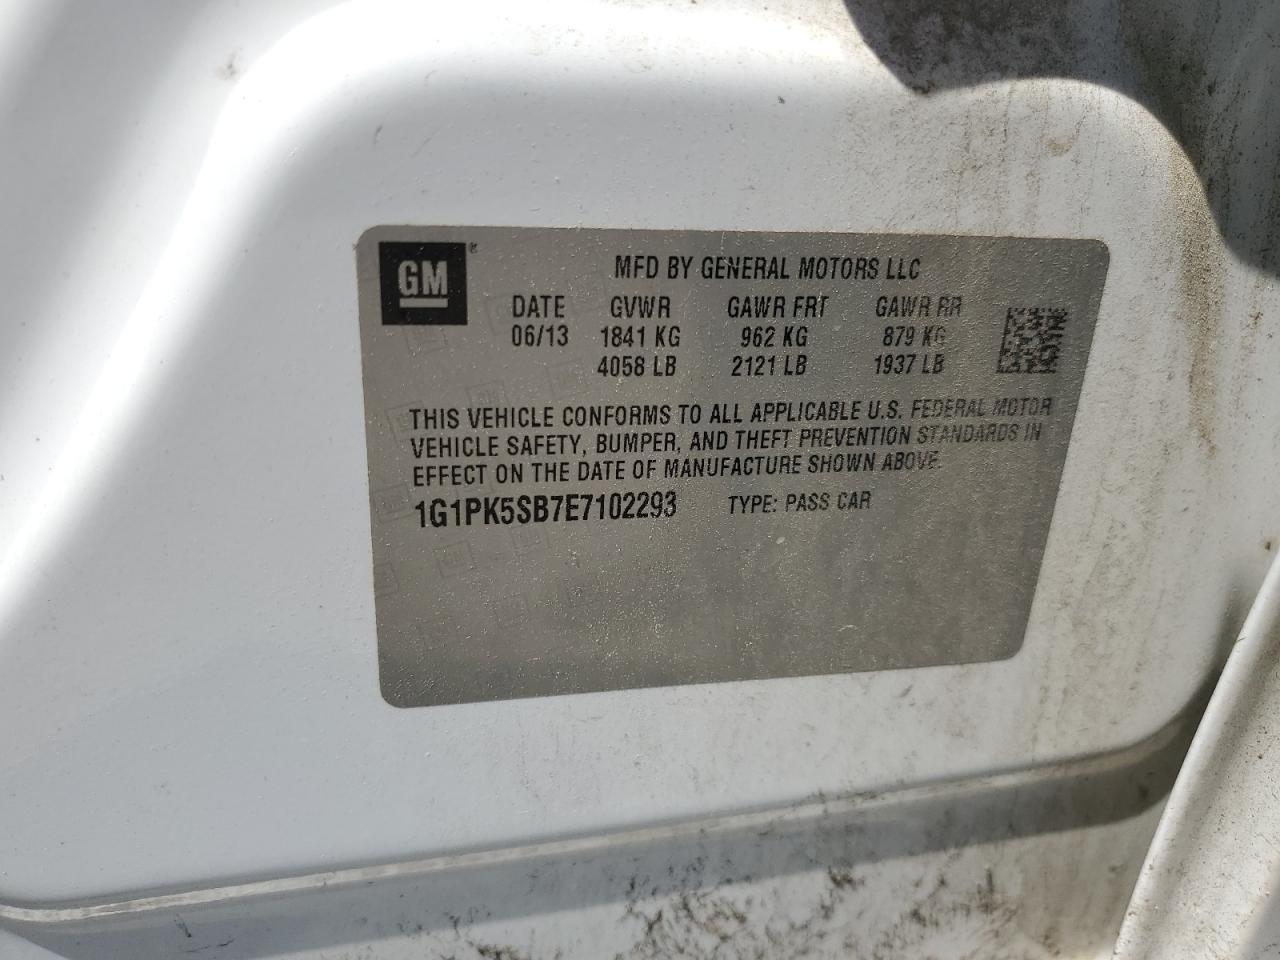 GM ®
MFD BY GENERAL MOTORS LLC
DATE GVWR GAWR FRT GAWR RR
06/13 1841 KG 962 KG 879 KG
4058 LB 2121 LB 1937 LB
THIS VEHICLE CONFORMS TO ALL APPLICABLE U.S. FEDERAL MOTOR
VEHICLE SAFETY, BUMPER, AND THEFT PREVENTION STANDARDS IN
EFFECT ON THE DATE OF MANUFACTURE SHOWN ABOVE.
1G1PK5SB7E7102293 TYPE: PASS CAR